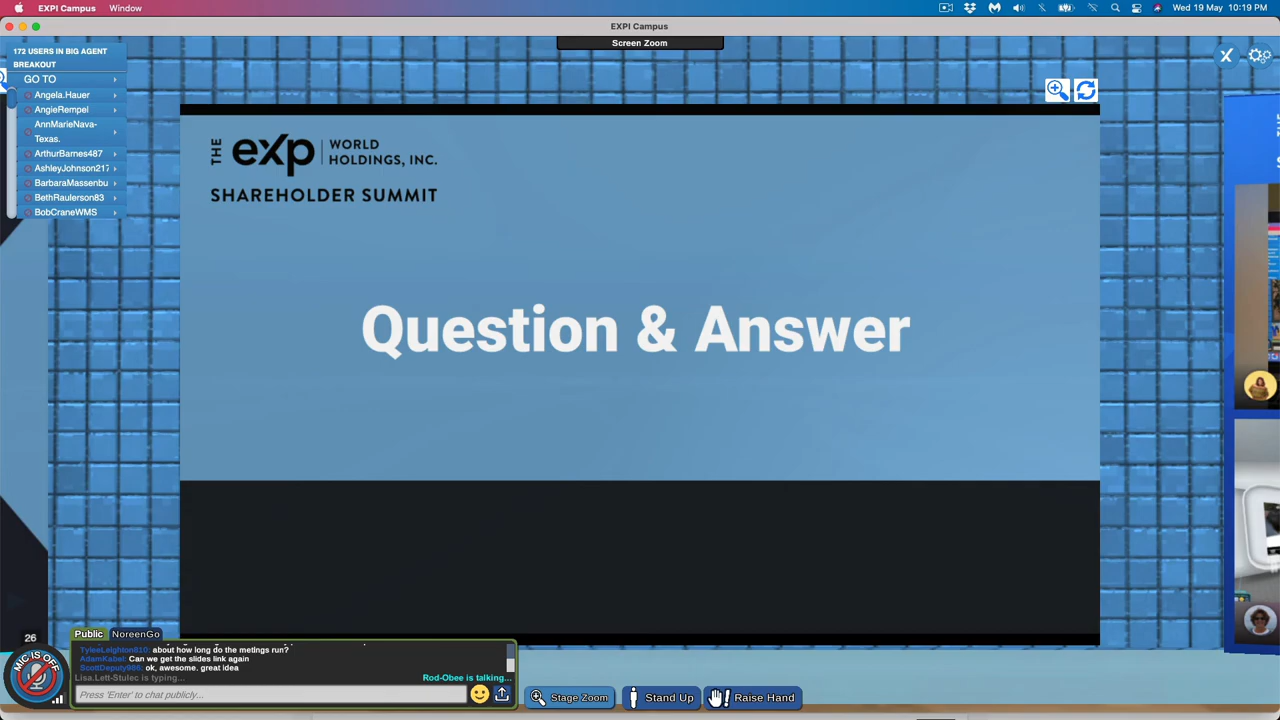 EXPI Campus Window
Wed 19 May 10:19 PM
EXPI Campus
Screen Zoom
172 USERS IN BIG AGENT
BREAKOUT
GO TO
Angela.Hauer
AngieRempel
AnnMarieNava-
Texas.
ArthurBarnes487
AshleyJohnson217
BarbaraMassenbu
BethRaulerson83
BobCraneWMS
THE eXp WORLD
HOLDINGS, INC.
SHAREHOLDER SUMMIT
Question & Answer
26
MIC IS OFF
Public NoreenGo
TyleeLeighton810: about how long do the metings run?
AdamKabel: Can we get the slides link again
ScottDeputy986: ok, awesome. great idea
Lisa.Lett-Stulec is typing... Rod-Obee is talking...
Press 'Enter' to chat publicly...
Stage Zoom Stand Up Raise Hand